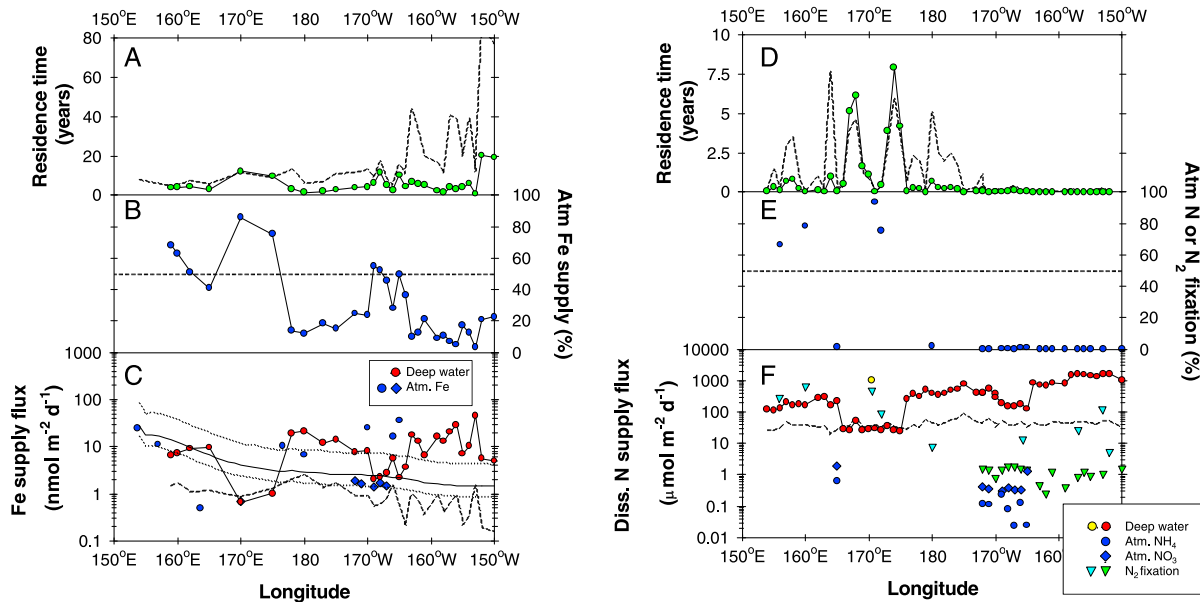 150°E 160°E 170°E 180 170°W 160°W 150°W
A
80
60
40
20
0
Residence time
(years)
B
100
80
60
40
20
0
Atm Fe supply (%)
C
1000
100
10
1
0.1
Fe supply flux
(nmol m-2 d-1)
Deep water
Atm. Fe
150°E 160°E 170°E 180 170°W 160°W 150°W
Longitude
150°E 160°E 170°E 180 170°W 160°W 150°W
D
10
7.5
5
2.5
0
Residence time
(years)
E
100
80
60
40
20
0
Atm N or N2 fixation (%)
F
10000
1000
100
10
1
0.1
0.01
Diss. N supply flux
(μmol m-2 d-1)
150°E 160°E 170°E 180 170°W 160°W 150°W
Longitude
Deep water
Atm. NH4
Atm. NO3
N2 fixation